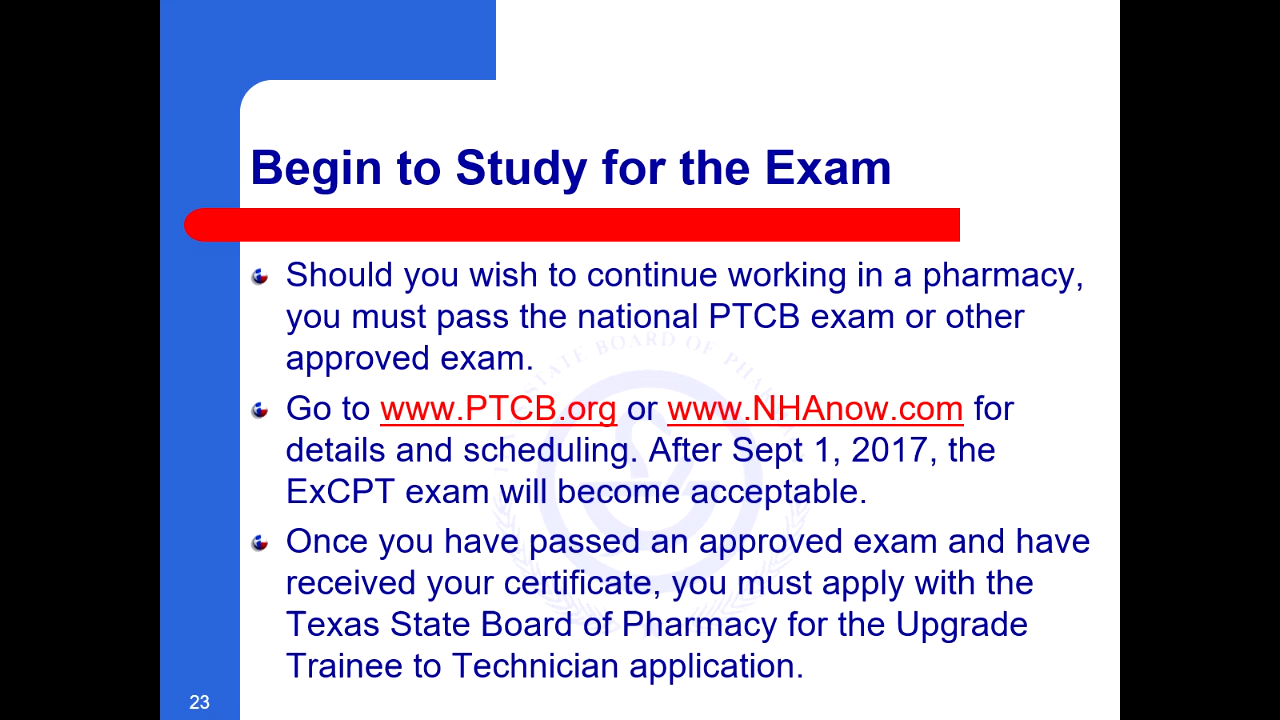 Begin to Study for the Exam
Should you wish to continue working in a pharmacy,
you must pass the national PTCB exam or other
approved exam.
Go to www.PTCB.org or www.NHAnow.com for
details and scheduling. After Sept 1, 2017, the
ExCPT exam will become acceptable.
Once you have passed an approved exam and have
received your certificate, you must apply with the
Texas State Board of Pharmacy for the Upgrade
Trainee to Technician application.
23
STATE BOARD OF